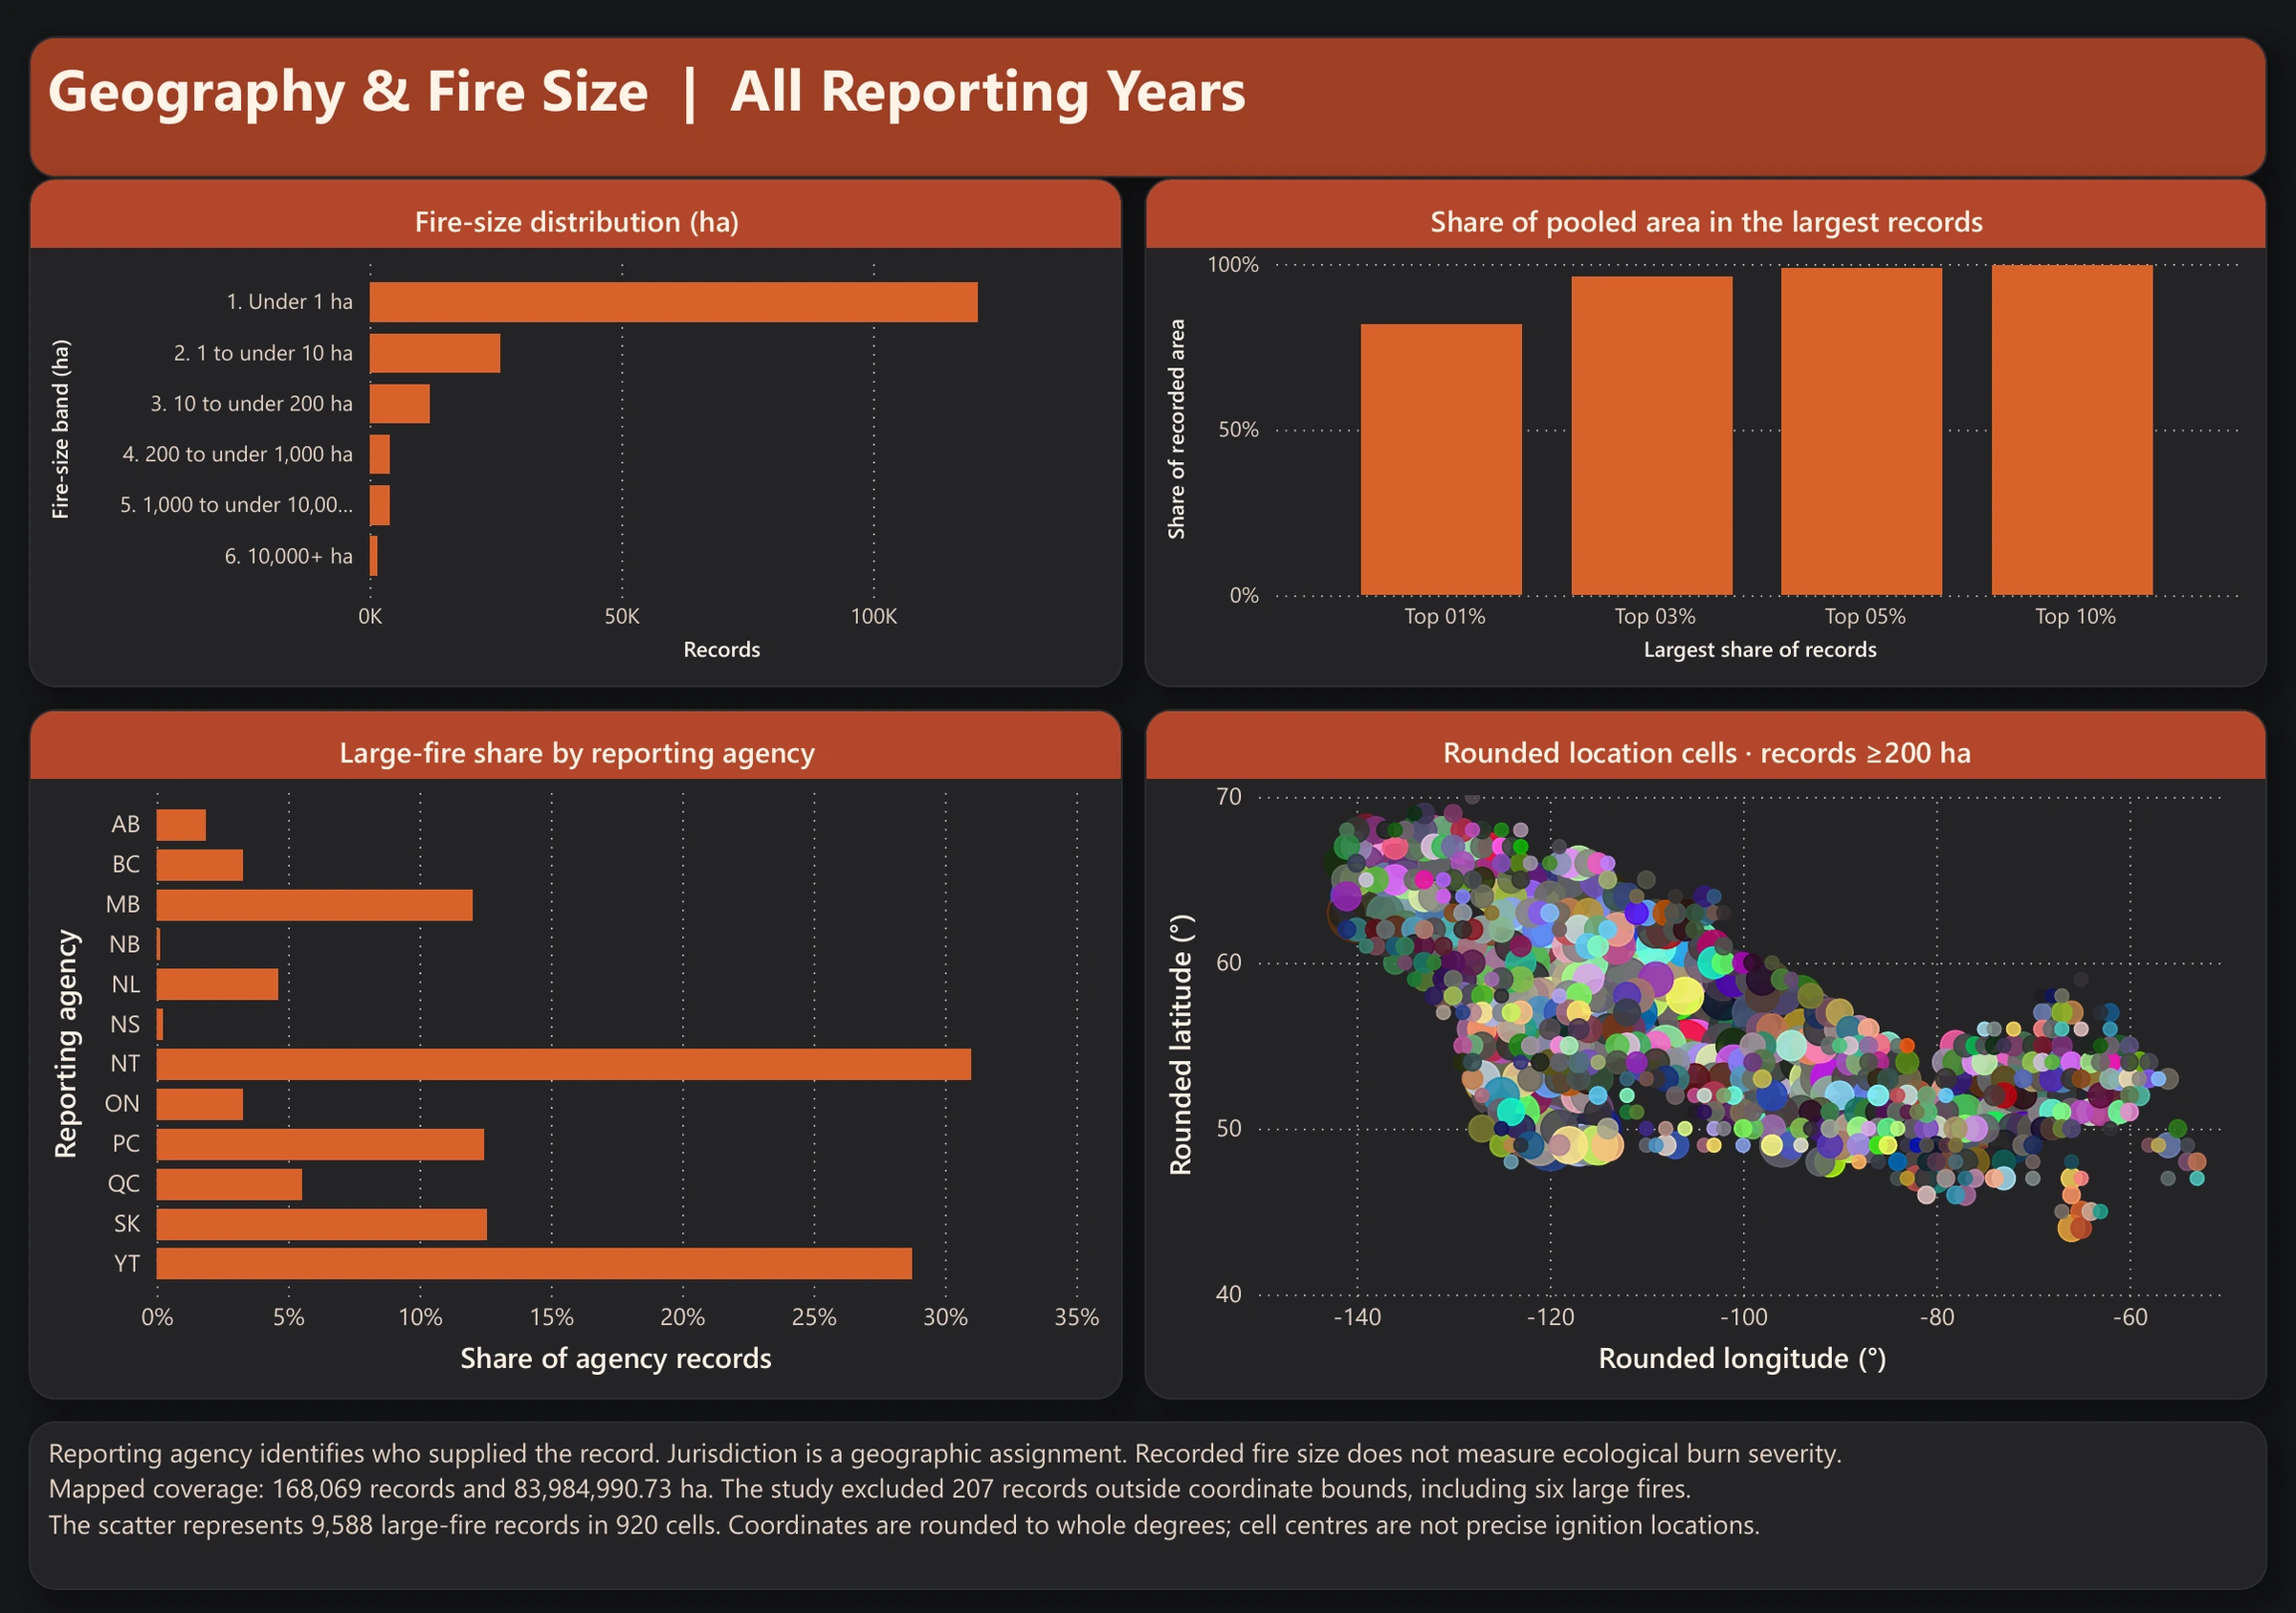 Geography & Fire Size | All Reporting Years
Fire-size distribution (ha)
Fire-size band (ha)
1. Under 1 ha
2. 1 to under 10 ha
3. 10 to under 200 ha
4. 200 to under 1,000 ha
5. 1,000 to under 10,00...
6. 10,000+ ha
0K 50K 100K
Records
Share of pooled area in the largest records
Share of recorded area
100%
50%
0%
Top 01% Top 03% Top 05% Top 10%
Largest share of records
Large-fire share by reporting agency
Reporting agency
AB
BC
MB
NB
NL
NS
NT
ON
PC
QC
SK
YT
0% 5% 10% 15% 20% 25% 30% 35%
Share of agency records
Rounded location cells · records ≥200 ha
Rounded latitude (°)
70
60
50
40
-140 -120 -100 -80 -60
Rounded longitude (°)
Reporting agency identifies who supplied the record. Jurisdiction is a geographic assignment. Recorded fire size does not measure ecological burn severity.
Mapped coverage: 168,069 records and 83,984,990.73 ha. The study excluded 207 records outside coordinate bounds, including six large fires.
The scatter represents 9,588 large-fire records in 920 cells. Coordinates are rounded to whole degrees; cell centres are not precise ignition locations.